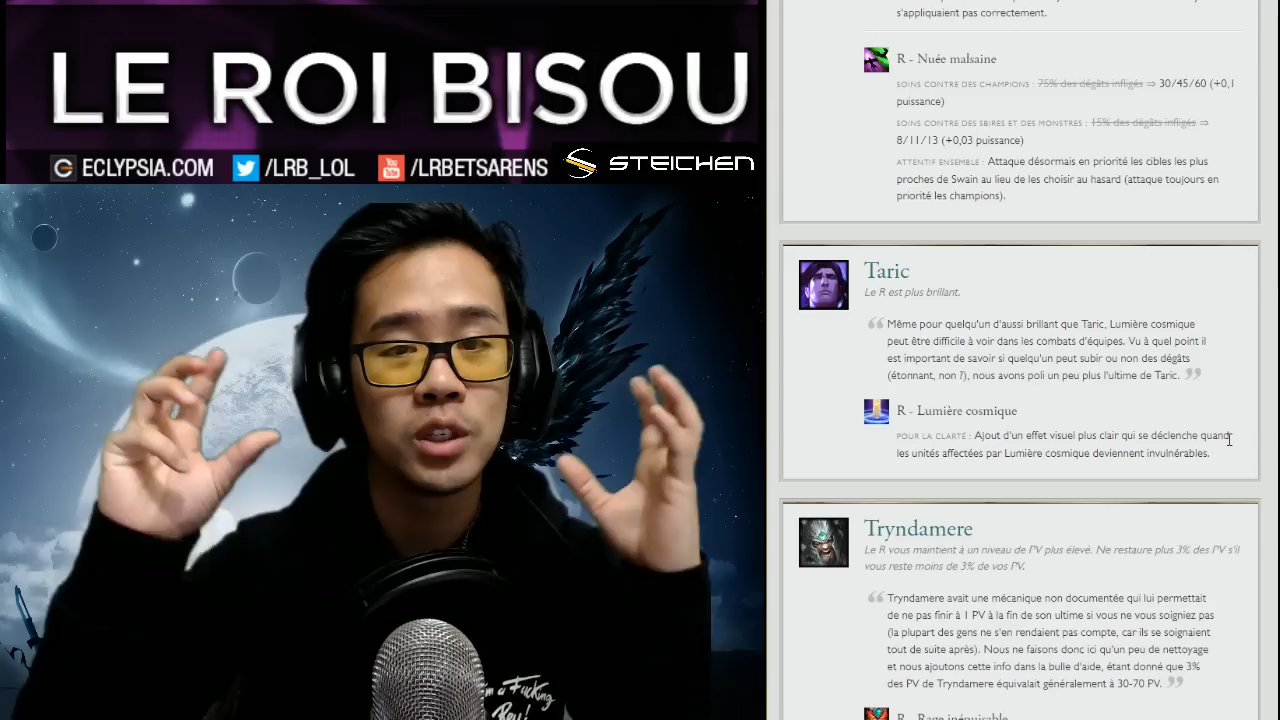 LE ROI BISOU
ECLYPSIA.COM /LRB_LOL You Tube /LRBETSARENS STEICHEN
I'm a Fucking
Boy!
s'appliquaient pas correctement.
R - Nuée malsaine
SOINS CONTRE DES CHAMPIONS : 75% des dégâts infligés ⇒ 30/45/60 (+0,1
puissance)
SOINS CONTRE DES SBIRES ET DES MONSTRES : 15% des dégâts infligés ⇒
8/11/13 (+0,03 puissance)
ATTENTIF ENSEMBLE : Attaque désormais en priorité les cibles les plus
proches de Swain au lieu de les choisir au hasard (attaque toujours en
priorité les champions).
Taric
Le R est plus brillant.
“ Même pour quelqu'un d'aussi brillant que Taric, Lumière cosmique
peut être difficile à voir dans les combats d'équipes. Vu à quel point il
est important de savoir si quelqu'un peut subir ou non des dégâts
(étonnant, non ?), nous avons poli un peu plus l'ultime de Taric. ”
R - Lumière cosmique
POUR LA CLARTÉ : Ajout d'un effet visuel plus clair qui se déclenche quand
les unités affectées par Lumière cosmique deviennent invulnérables.
Tryndamere
Le R vous maintient à un niveau de PV plus élevé. Ne restaure plus 3% des PV s'il
vous reste moins de 3% de vos PV.
“ Tryndamere avait une mécanique non documentée qui lui permettait
de ne pas finir à 1 PV à la fin de son ultime si vous ne vous soigniez pas
(la plupart des gens ne s'en rendaient pas compte, car ils se soignaient
tout de suite après). Nous ne faisons donc ici qu'un peu de nettoyage
et nous ajoutons cette info dans la bulle d'aide, étant donné que 3%
des PV de Tryndamere équivalait généralement à 30-70 PV. ”
R - Rage inépuisable